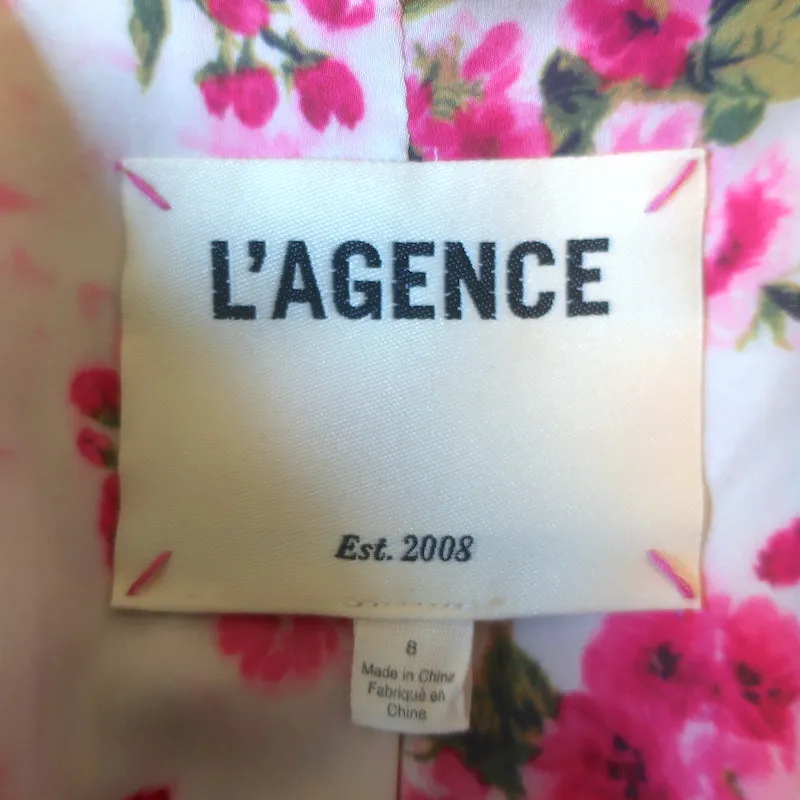 L'AGENCE
Est. 2008
8
Made in China
Fabriqué en
Chine